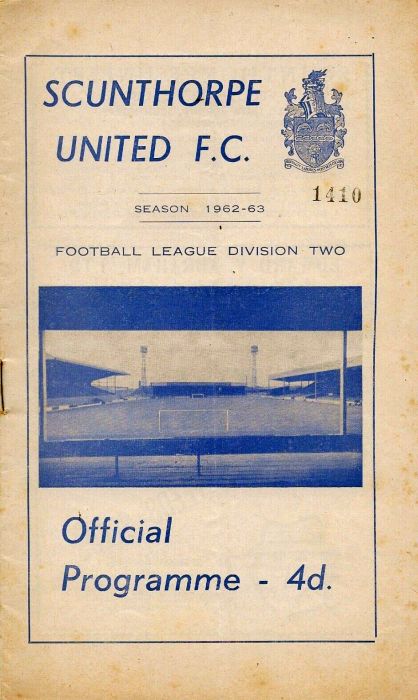 SCUNTHORPE
UNITED F.C.
1410
SEASON 1962-63
FOOTBALL LEAGUE DIVISION TWO
Official
Programme - 4d.